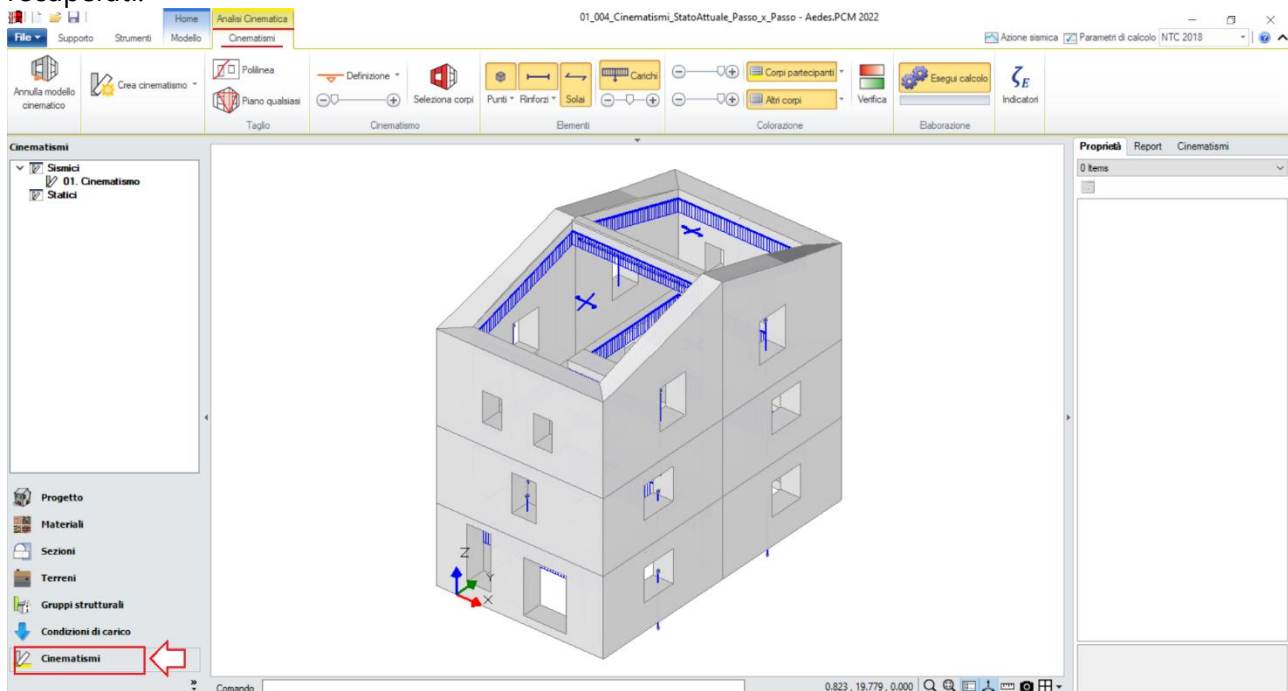 recuperati.
01_004_Cinematismi_StatoAttuale_Passo_x_Passo - Aedes.PCM 2022
Home Analisi Cinematica
File Supporto Strumenti Modello Cinematismi
Azione sismica Parametri di calcolo NTC 2018
Annulla modello cinematico
Crea cinematismo
Polilinea
Piano qualsiasi
Taglio
Definizione
Seleziona corpi
Cinematismo
Punti Rinforzi Solai
Carichi
Elementi
Corpi partecipanti
Altri corpi
Colorazione
Verifica
Esegui calcolo
Elaborazione
ζE
Indicatori
Cinematismi
Sismici
01. Cinematismo
Statici
Proprietà Report Cinematismi
0 Items
Z
Y
X
Progetto
Materiali
Sezioni
Terreni
Gruppi strutturali
Condizioni di carico
Cinematismi
Comando
0.823 , 19.779 , 0.000